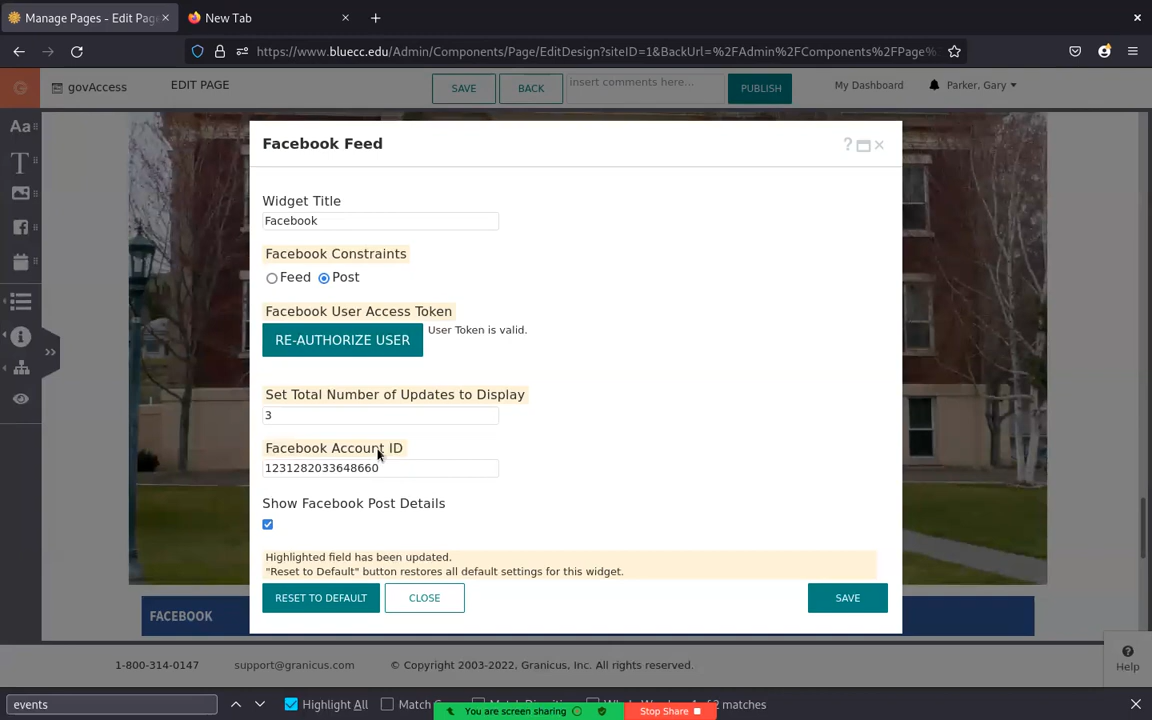 Manage Pages - Edit Pag
New Tab
https://www.bluecc.edu/Admin/Components/Page/EditDesign?siteID=1&BackUrl=%2FAdmin%2FComponents%2FPage%
govAccess
EDIT PAGE
SAVE
BACK
insert comments here...
PUBLISH
My Dashboard
Parker, Gary
Facebook Feed
Widget Title
Facebook
Facebook Constraints
Feed
Post
Facebook User Access Token
RE-AUTHORIZE USER
User Token is valid.
Set Total Number of Updates to Display
3
Facebook Account ID
1231282033648660
Show Facebook Post Details
Highlighted field has been updated.
"Reset to Default" button restores all default settings for this widget.
RESET TO DEFAULT
CLOSE
SAVE
FACEBOOK
1-800-314-0147
support@granicus.com
© Copyright 2003-2022, Granicus, Inc. All rights reserved.
Help
events
Highlight All
Match
matches
You are screen sharing
Stop Share